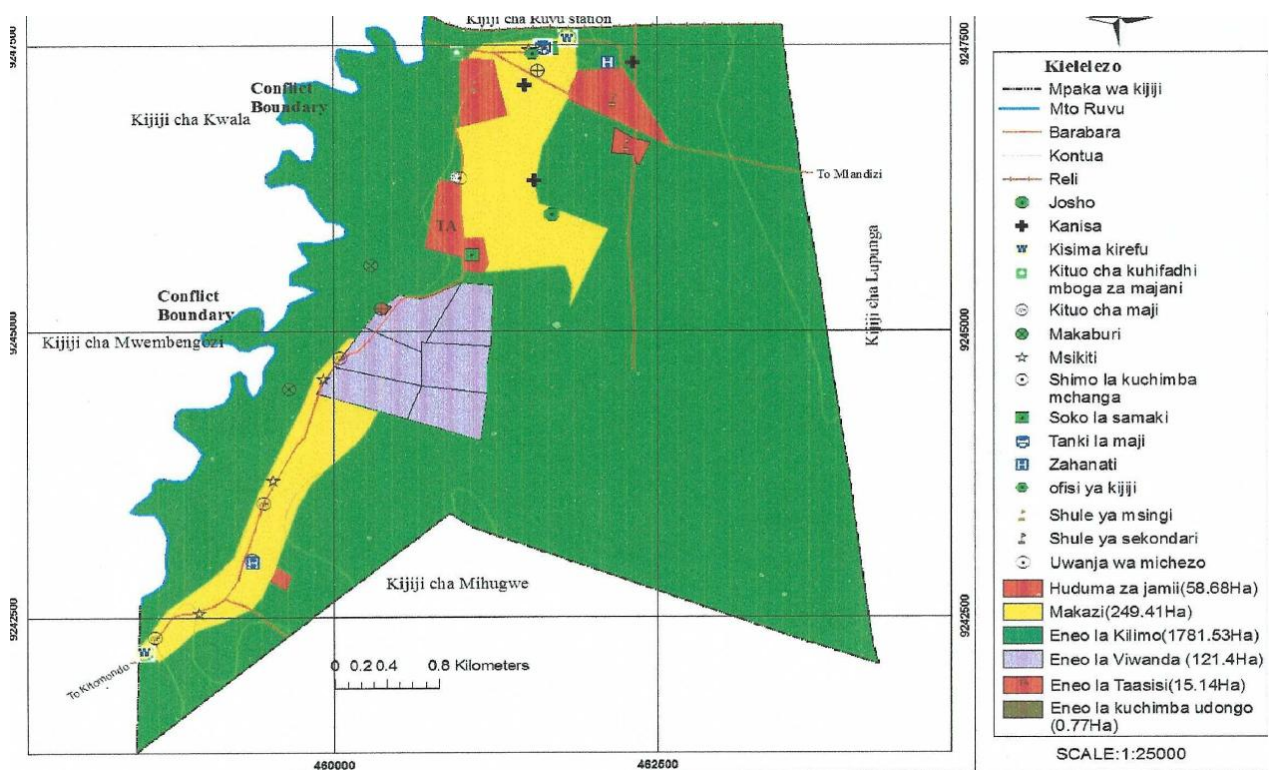 Kijiji cha Ruvu station
9247500
9247500
Conflict
Boundary
Kijiji cha Kwala
To Mlandizi
TA
Kijiji cha Lupunga
Conflict
Boundary
Kijiji cha Mwembengozi
9245000
9245000
Kijiji cha Mihugwe
9242500
9242500
To Kitomondo
0 0.2 0.4 0.8 Kilometers
460000
462500
Kielelezo
Mpaka wa kijiji
Mto Ruvu
Barabara
Kontua
Reli
Josho
Kanisa
Kisima kirefu
Kituo cha kuhifadhi
mboga za majani
Kituo cha maji
Makaburi
Msikiti
Shimo la kuchimba
mchanga
Soko la samaki
Tanki la maji
Zahanati
ofisi ya kijiji
Shule ya msingi
Shule ya sekondari
Uwanja wa michezo
Huduma za jamii(58.68Ha)
Makazi(249.41Ha)
Eneo la Kilimo(1781.53Ha)
Eneo la Viwanda (121.4Ha)
Eneo la Taasisi(15.14Ha)
Eneo la kuchimba udongo
(0.77Ha)
SCALE:1:25000